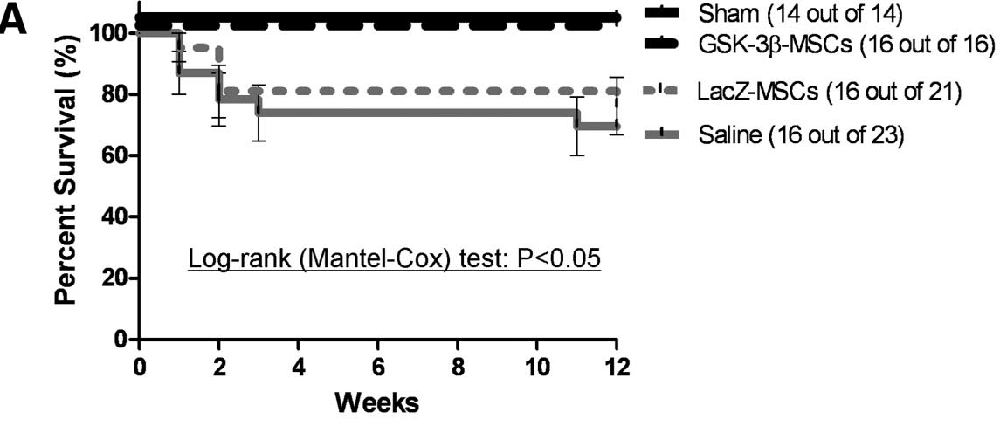 A
Percent Survival (%)
100
80
60
40
20
0
0 2 4 6 8 10 12
Weeks
Log-rank (Mantel-Cox) test: P<0.05
Sham (14 out of 14)
GSK-3β-MSCs (16 out of 16)
LacZ-MSCs (16 out of 21)
Saline (16 out of 23)